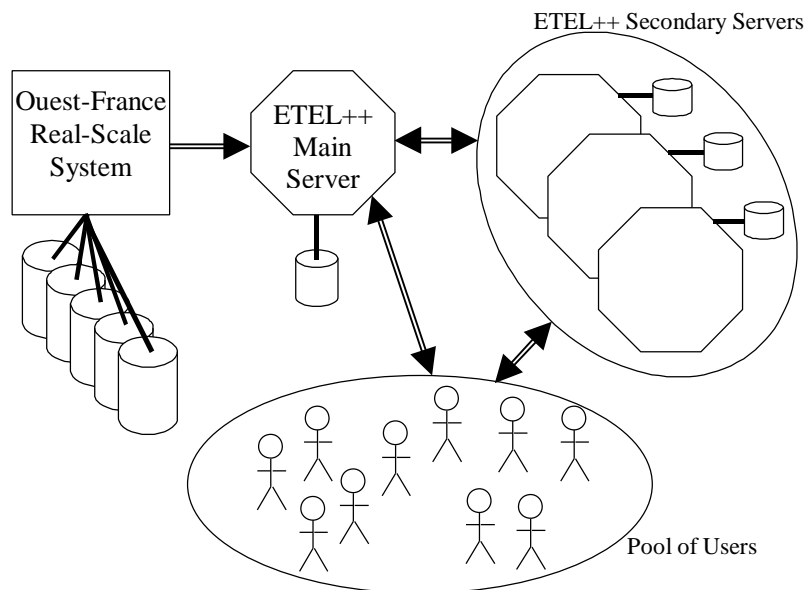 ETEL++ Secondary Servers
Ouest-France
Real-Scale
System
ETEL++
Main
Server
Pool of Users